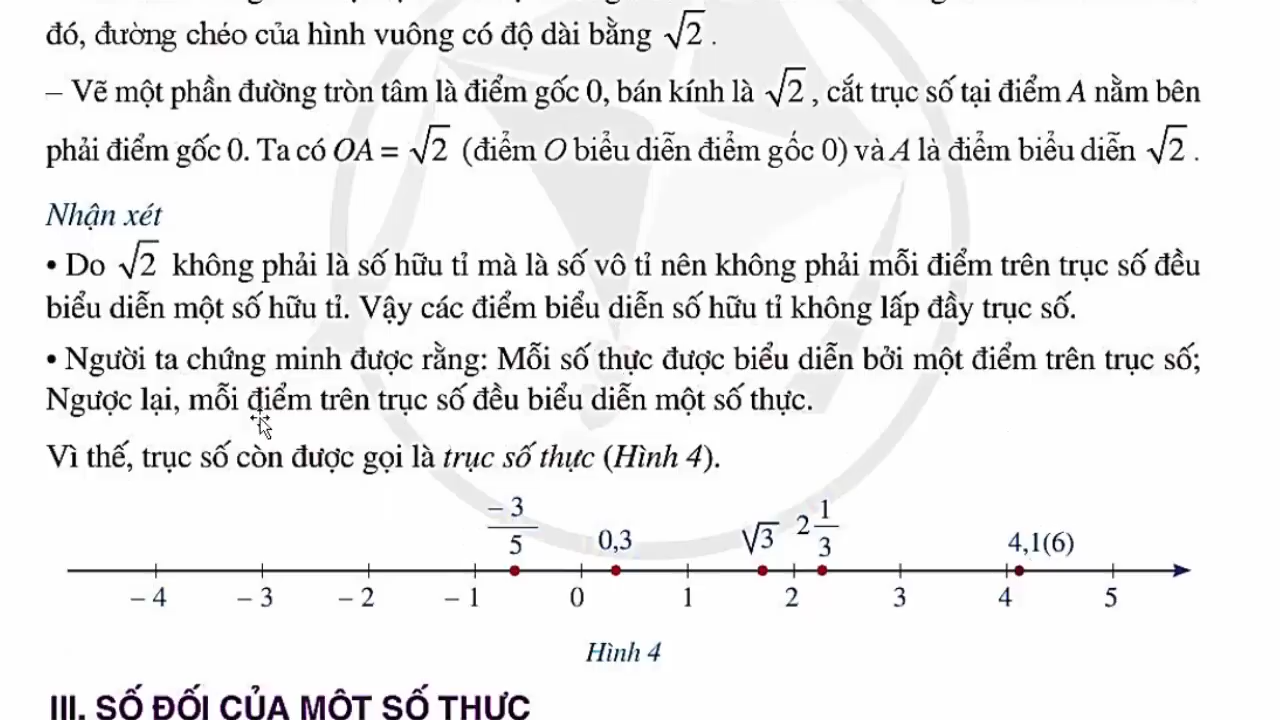 đó, đường chéo của hình vuông có độ dài bằng √2 .
– Vẽ một phần đường tròn tâm là điểm gốc 0, bán kính là √2 , cắt trục số tại điểm A nằm bên
phải điểm gốc 0. Ta có OA = √2 (điểm O biểu diễn điểm gốc 0) và A là điểm biểu diễn √2 .
Nhận xét
• Do √2 không phải là số hữu tỉ mà là số vô tỉ nên không phải mỗi điểm trên trục số đều
biểu diễn một số hữu tỉ. Vậy các điểm biểu diễn số hữu tỉ không lấp đầy trục số.
• Người ta chứng minh được rằng: Mỗi số thực được biểu diễn bởi một điểm trên trục số;
Ngược lại, mỗi điểm trên trục số đều biểu diễn một số thực.
Vì thế, trục số còn được gọi là trục số thực (Hình 4).
–3/5 0,3 √3 2 1/3 4,1(6)
–4 –3 –2 –1 0 1 2 3 4 5
Hình 4
III. SỐ ĐỐI CỦA MỘT SỐ THỰC